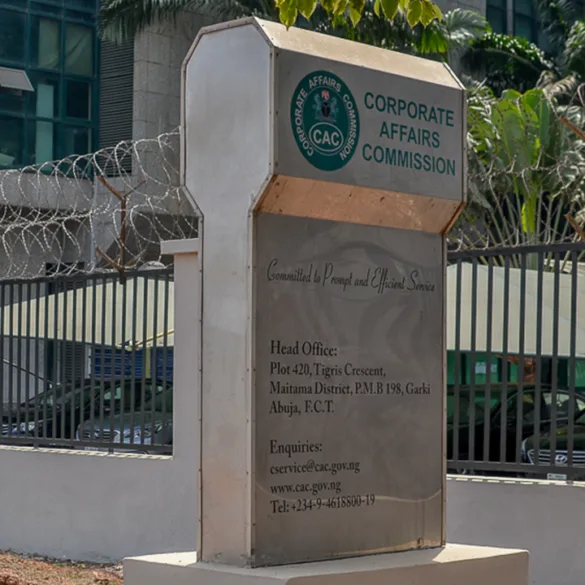 CORPORATE AFFAIRS COMMISSION
CAC
CORPORATE
AFFAIRS
COMMISSION
Committed to Prompt and Efficient Service
Head Office:
Plot 420, Tigris Crescent,
Maitama District, P.M.B 198, Garki
Abuja, F.C.T.
Enquiries:
cservice@cac.gov.ng
www.cac.gov.ng
Tel: +234-9-4618800-19